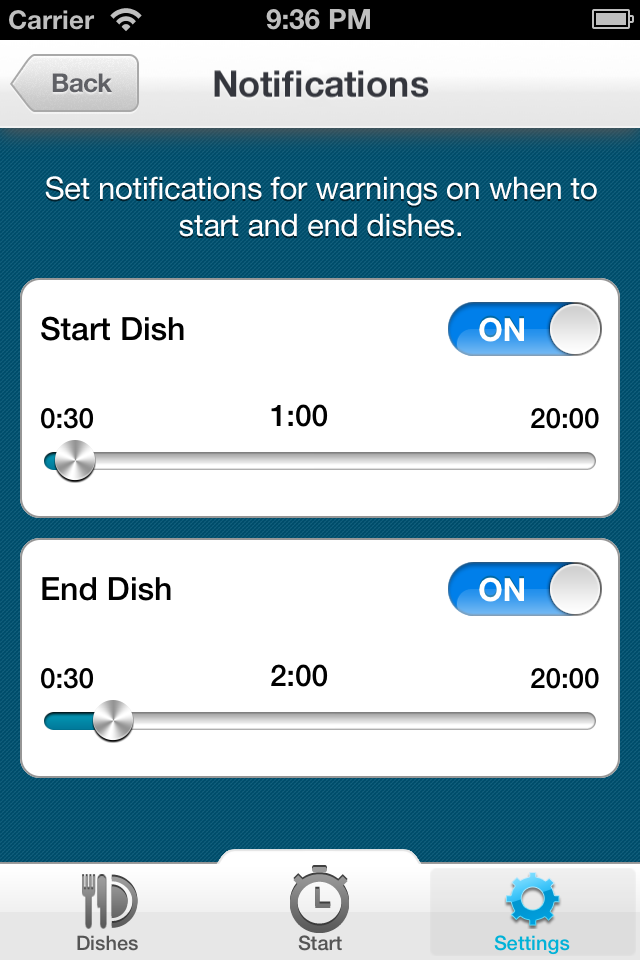 Carrier 9:36 PM
Back Notifications
Set notifications for warnings on when to
start and end dishes.
Start Dish ON
0:30 1:00 20:00
End Dish ON
0:30 2:00 20:00
Dishes Start Settings